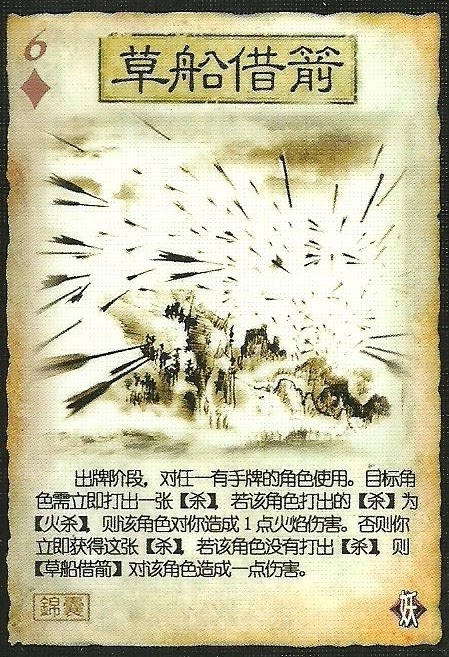 6
草船借箭
出牌阶段，对任一有手牌的角色使用。目标角
色需立即打出一张【杀】，若该角色打出的【杀】为
【火杀】，则该角色对你造成1点火焰伤害。否则你
立即获得这张【杀】，若该角色没有打出【杀】，则
【草船借箭】对该角色造成一点伤害。
錦囊
妖